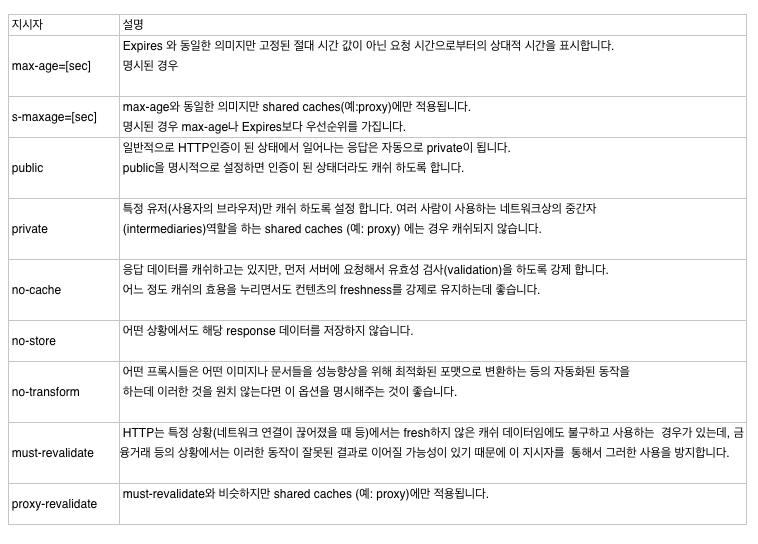 지시자 설명
max-age=[sec]
Expires 와 동일한 의미지만 고정된 절대 시간 값이 아닌 요청 시간으로부터의 상대적 시간을 표시합니다.
명시된 경우
s-maxage=[sec]
max-age와 동일한 의미지만 shared caches(예:proxy)에만 적용됩니다.
명시된 경우 max-age나 Expires보다 우선순위를 가집니다.
public
일반적으로 HTTP인증이 된 상태에서 일어나는 응답은 자동으로 private이 됩니다.
public을 명시적으로 설정하면 인증이 된 상태더라도 캐쉬 하도록 합니다.
private
특정 유저(사용자의 브라우저)만 캐쉬 하도록 설정 합니다. 여러 사람이 사용하는 네트워크상의 중간자
(intermediaries)역할을 하는 shared caches (예: proxy) 에는 경우 캐쉬되지 않습니다.
no-cache
응답 데이터를 캐쉬하고는 있지만, 먼저 서버에 요청해서 유효성 검사(validation)을 하도록 강제 합니다.
어느 정도 캐쉬의 효용을 누리면서도 컨텐츠의 freshness를 강제로 유지하는데 좋습니다.
no-store
어떤 상황에서도 해당 response 데이터를 저장하지 않습니다.
no-transform
어떤 프록시들은 어떤 이미지나 문서들을 성능향상을 위해 최적화된 포맷으로 변환하는 등의 자동화된 동작을
하는데 이러한 것을 원치 않는다면 이 옵션을 명시해주는 것이 좋습니다.
must-revalidate
HTTP는 특정 상황(네트워크 연결이 끊어졌을 때 등)에서는 fresh하지 않은 캐쉬 데이터임에도 불구하고 사용하는 경우가 있는데, 금
융거래 등의 상황에서는 이러한 동작이 잘못된 결과로 이어질 가능성이 있기 때문에 이 지시자를 통해서 그러한 사용을 방지합니다.
proxy-revalidate
must-revalidate와 비슷하지만 shared caches (예: proxy)에만 적용됩니다.